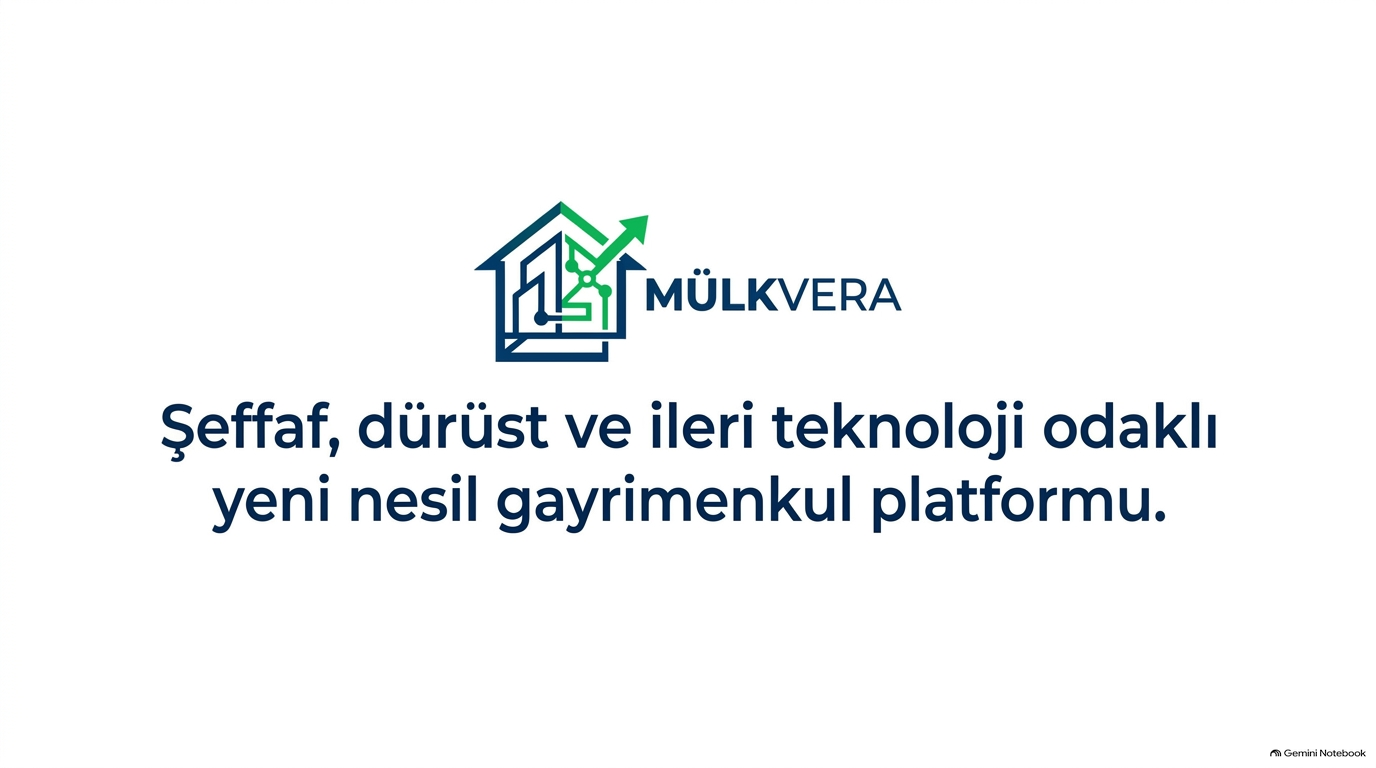 MÜLKVERA
Şeffaf, dürüst ve ileri teknoloji odaklı
yeni nesil gayrimenkul platformu.
Gemini Notebook